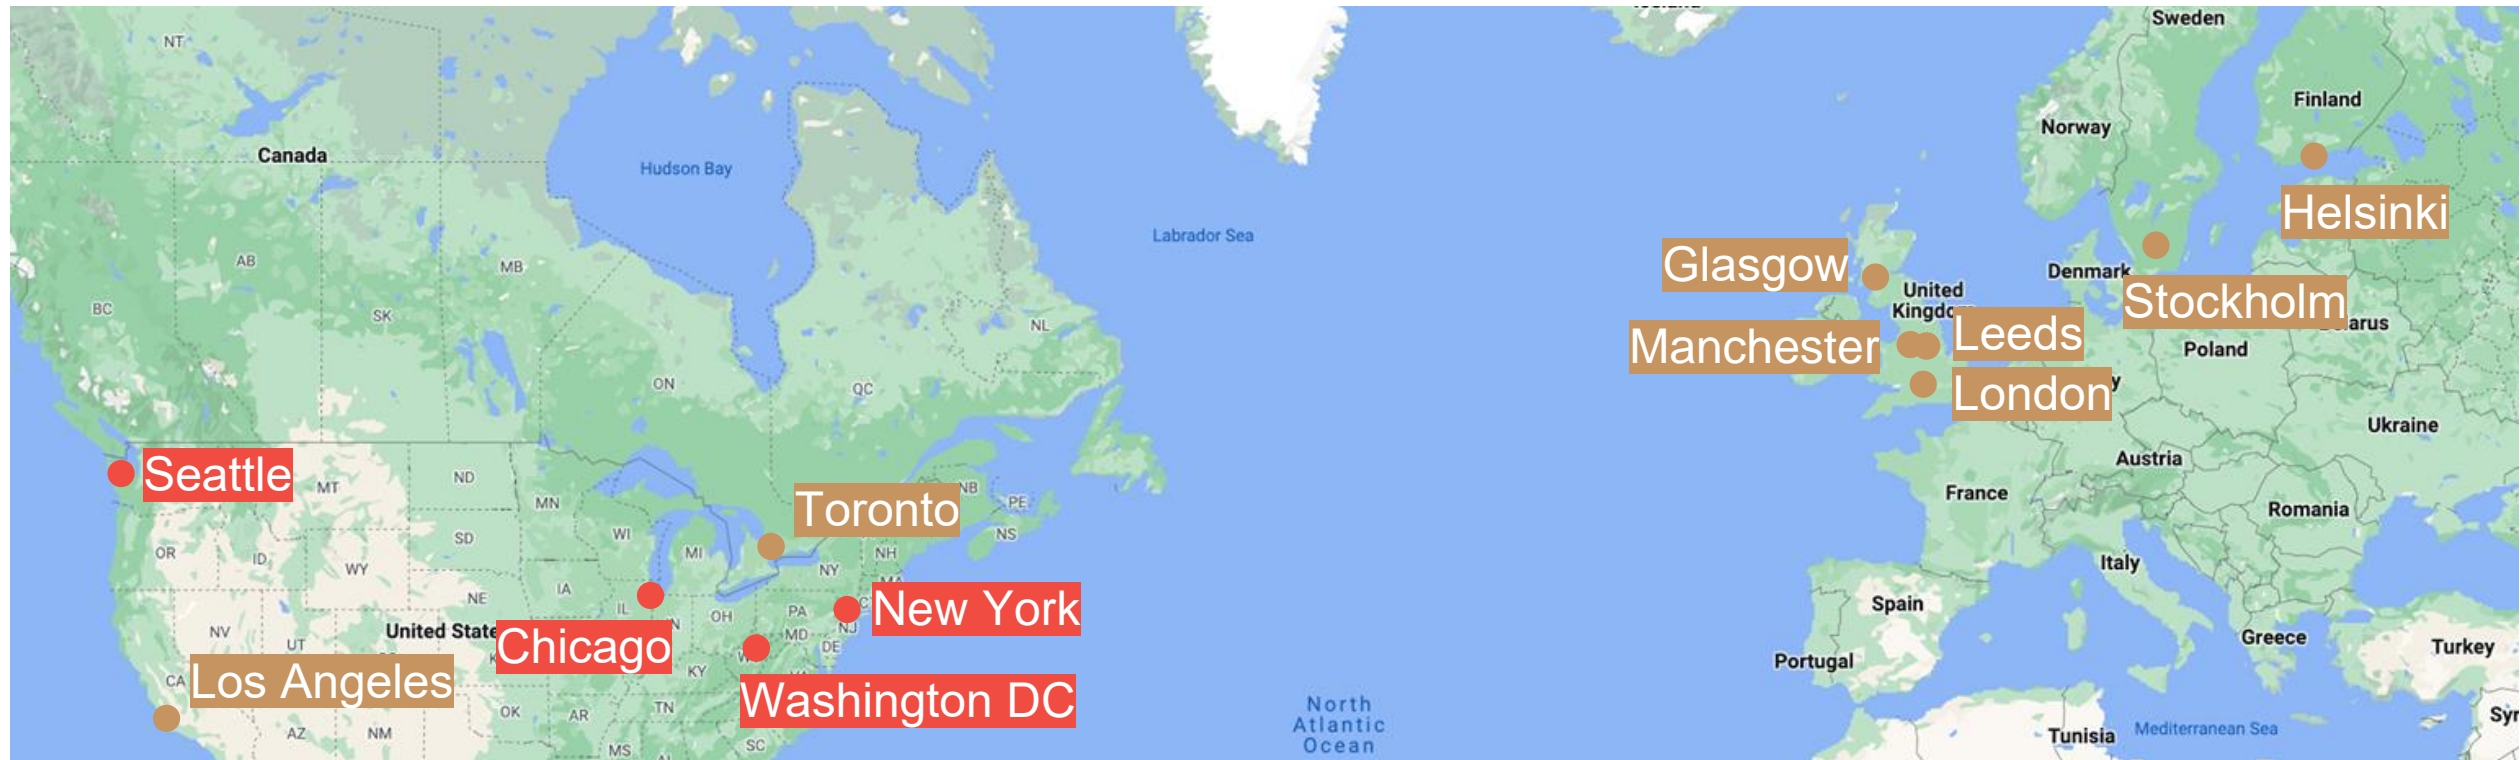 Sweden
NT
Finland
Norway
Canada
Hudson Bay
Helsinki
Labrador Sea
AB
MB
Glasgow
Denmark
United
BC
SK
Stockholm
NL
Manchester
Leeds
Poland
ON
QC
London
Ukraine
Seattle
MT
ND
NB
Austria
France
MN
PE
Toronto
Romania
SD
WI
NS
OR
ID
MI
NH
WY
NY
Italy
IA
NE
IL
OH
PA
New York
Spain
NV
UT
MD
NJ
DE
Chicago
Greece
Turkey
Portugal
CA
Los Angeles
KY
Washington DC
OK
AR
TN
North
Atlantic
Ocean
AZ
NM
MS
SC
Tunisia
Mediterranean Sea